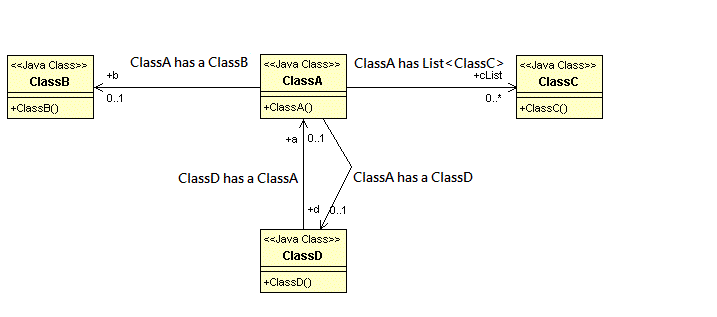 <<Java Class>>
ClassB
+ClassB()
+b
0..1
ClassA has a ClassB
<<Java Class>>
ClassA
+ClassA()
ClassA has List<ClassC>
+cList
0..*
<<Java Class>>
ClassC
+ClassC()
+a
0..1
ClassD has a ClassA
ClassA has a ClassD
+d
0..1
<<Java Class>>
ClassD
+ClassD()